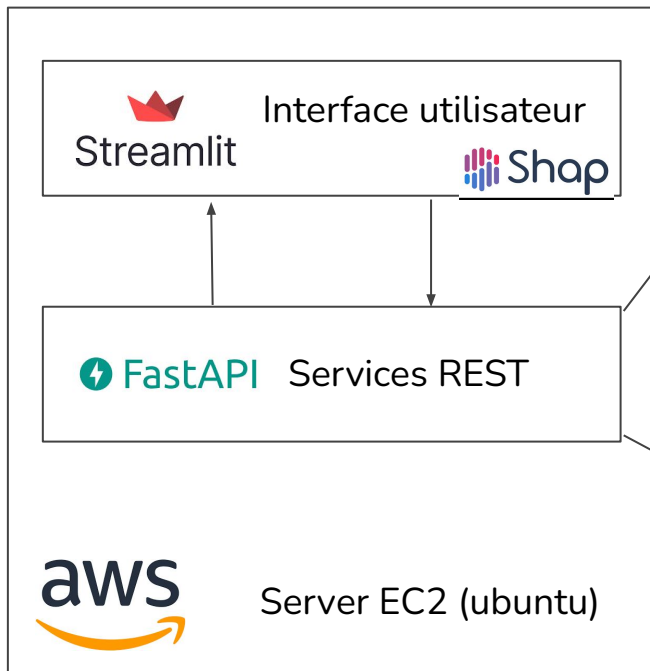 Interface utilisateur
Streamlit
Shap
FastAPI Services REST
aws
Server EC2 (ubuntu)